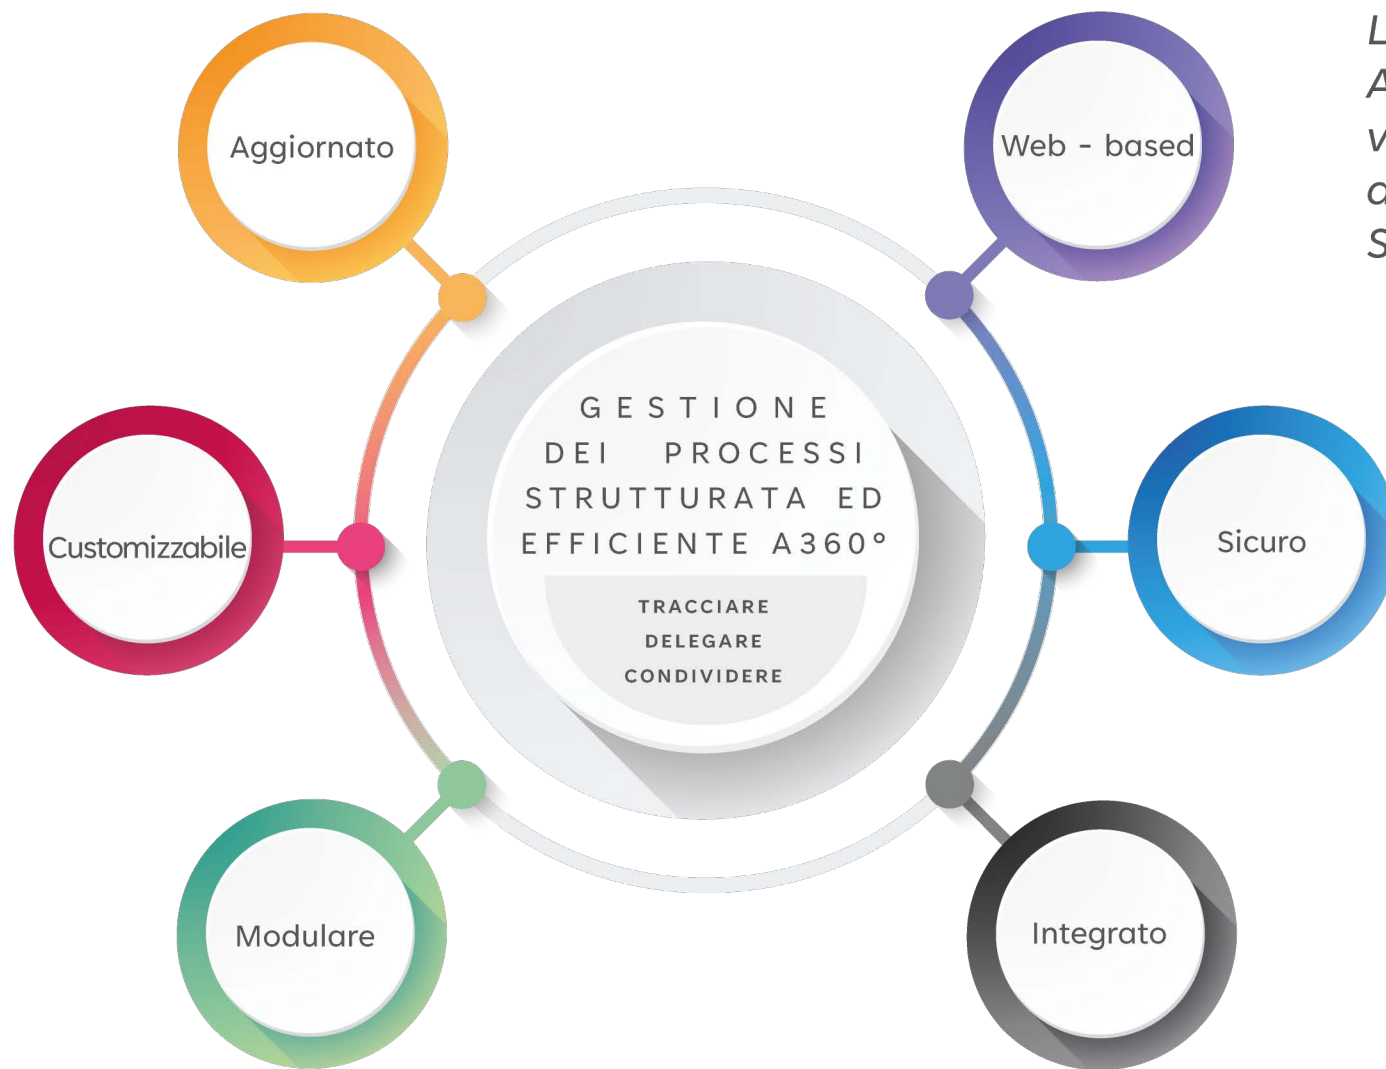 Aggiornato
Web - based
GESTIONE
DEI PROCESSI
STRUTTURATA ED
EFFICIENTE A360°
TRACCIARE
DELEGARE
CONDIVIDERE
Customizzabile
Sicuro
Modulare
Integrato